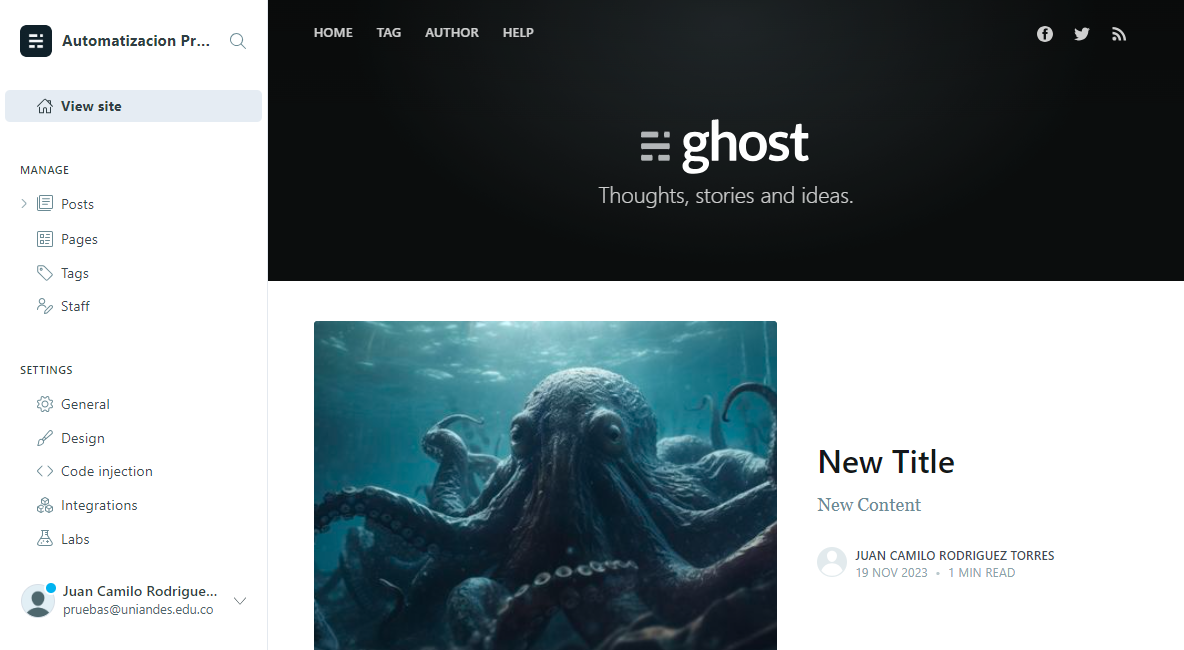 Automatizacion Pr...
View site
MANAGE
Posts
Pages
Tags
Staff
SETTINGS
General
Design
Code injection
Integrations
Labs
Juan Camilo Rodrigue...
pruebas@uniandes.edu.co
HOME TAG AUTHOR HELP
ghost
Thoughts, stories and ideas.
New Title
New Content
JUAN CAMILO RODRIGUEZ TORRES
19 NOV 2023 • 1 MIN READ